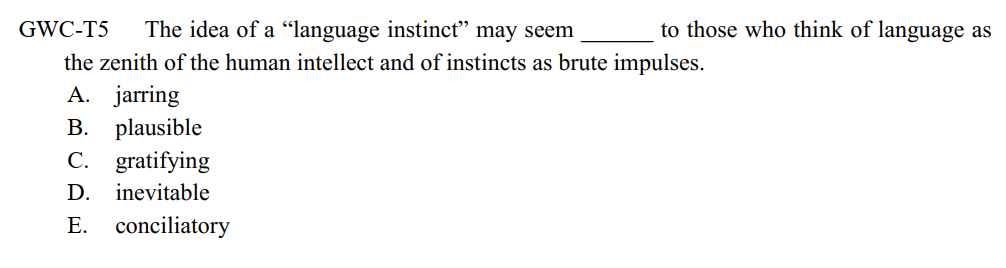 GWC-T5 The idea of a “language instinct” may seem ______ to those who think of language as
the zenith of the human intellect and of instincts as brute impulses.
A. jarring
B. plausible
C. gratifying
D. inevitable
E. conciliatory